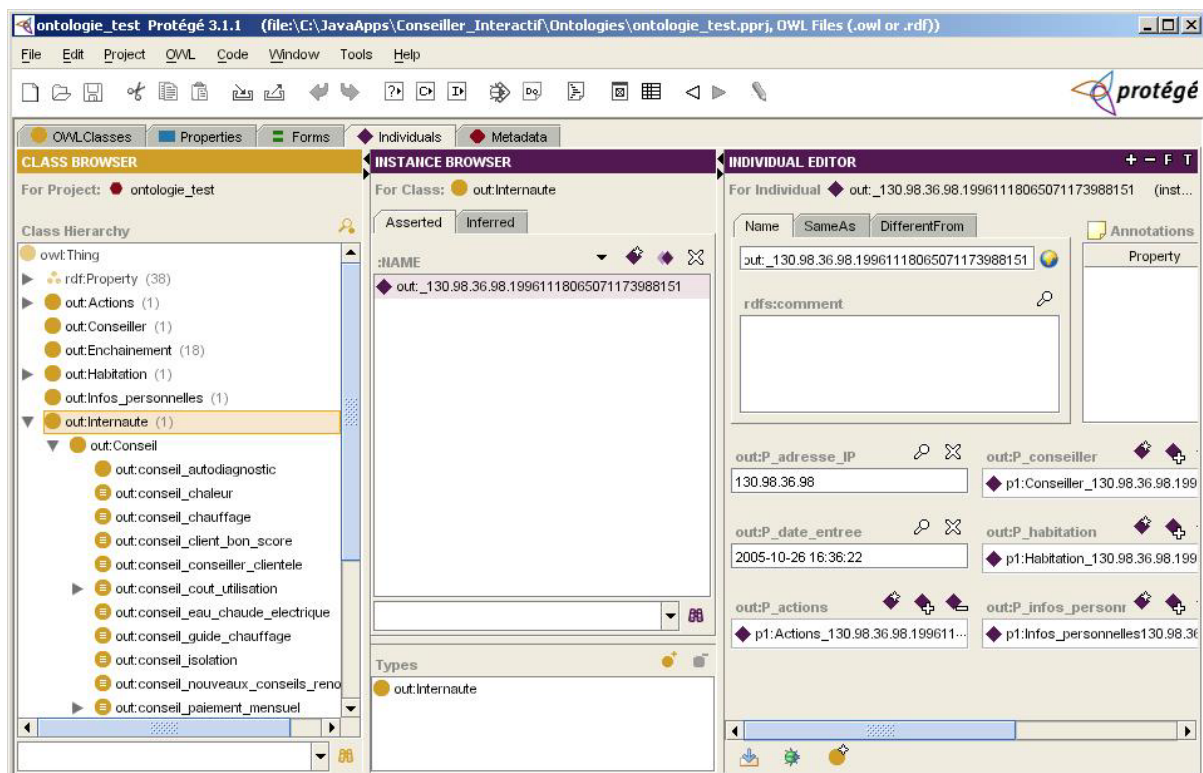 ontologie_test Protégé 3.1.1 (file:\C:\JavaApps\Conseiller_Interactif\Ontologies\ontologie_test.pprj, OWL Files (.owl or .rdf))
File Edit Project OWL Code Window Tools Help
protégé
OWLClasses Properties Forms Individuals Metadata
CLASS BROWSER
For Project: ontologie_test
Class Hierarchy
owl:Thing
rdf:Property (38)
out:Actions (1)
out:Conseiller (1)
out:Enchainement (18)
out:Habitation (1)
out:Infos_personnelles (1)
out:Internaute (1)
out:Conseil
out:conseil_autodiagnostic
out:conseil_chaleur
out:conseil_chauffage
out:conseil_client_bon_score
out:conseil_conseiller_clientele
out:conseil_cout_utilisation
out:conseil_eau_chaude_electrique
out:conseil_guide_chauffage
out:conseil_isolation
out:conseil_nouveaux_conseils_reno
out:conseil_paiement_mensuel
INSTANCE BROWSER
For Class: out:Internaute
Asserted Inferred
:NAME
out:_130.98.36.98.19961118065071173988151
Types
out:Internaute
INDIVIDUAL EDITOR
+ − F T
For Individual out:_130.98.36.98.19961118065071173988151 (inst...
Name SameAs DifferentFrom
Annotations
out:_130.98.36.98.19961118065071173988151
Property
rdfs:comment
out:P_adresse_IP
130.98.36.98
out:P_conseiller
p1:Conseiller_130.98.36.98.199
out:P_date_entree
2005-10-26 16:36:22
out:P_habitation
p1:Habitation_130.98.36.98.199
out:P_actions
p1:Actions_130.98.36.98.199611...
out:P_infos_personr
p1:Infos_personnelles130.98.36